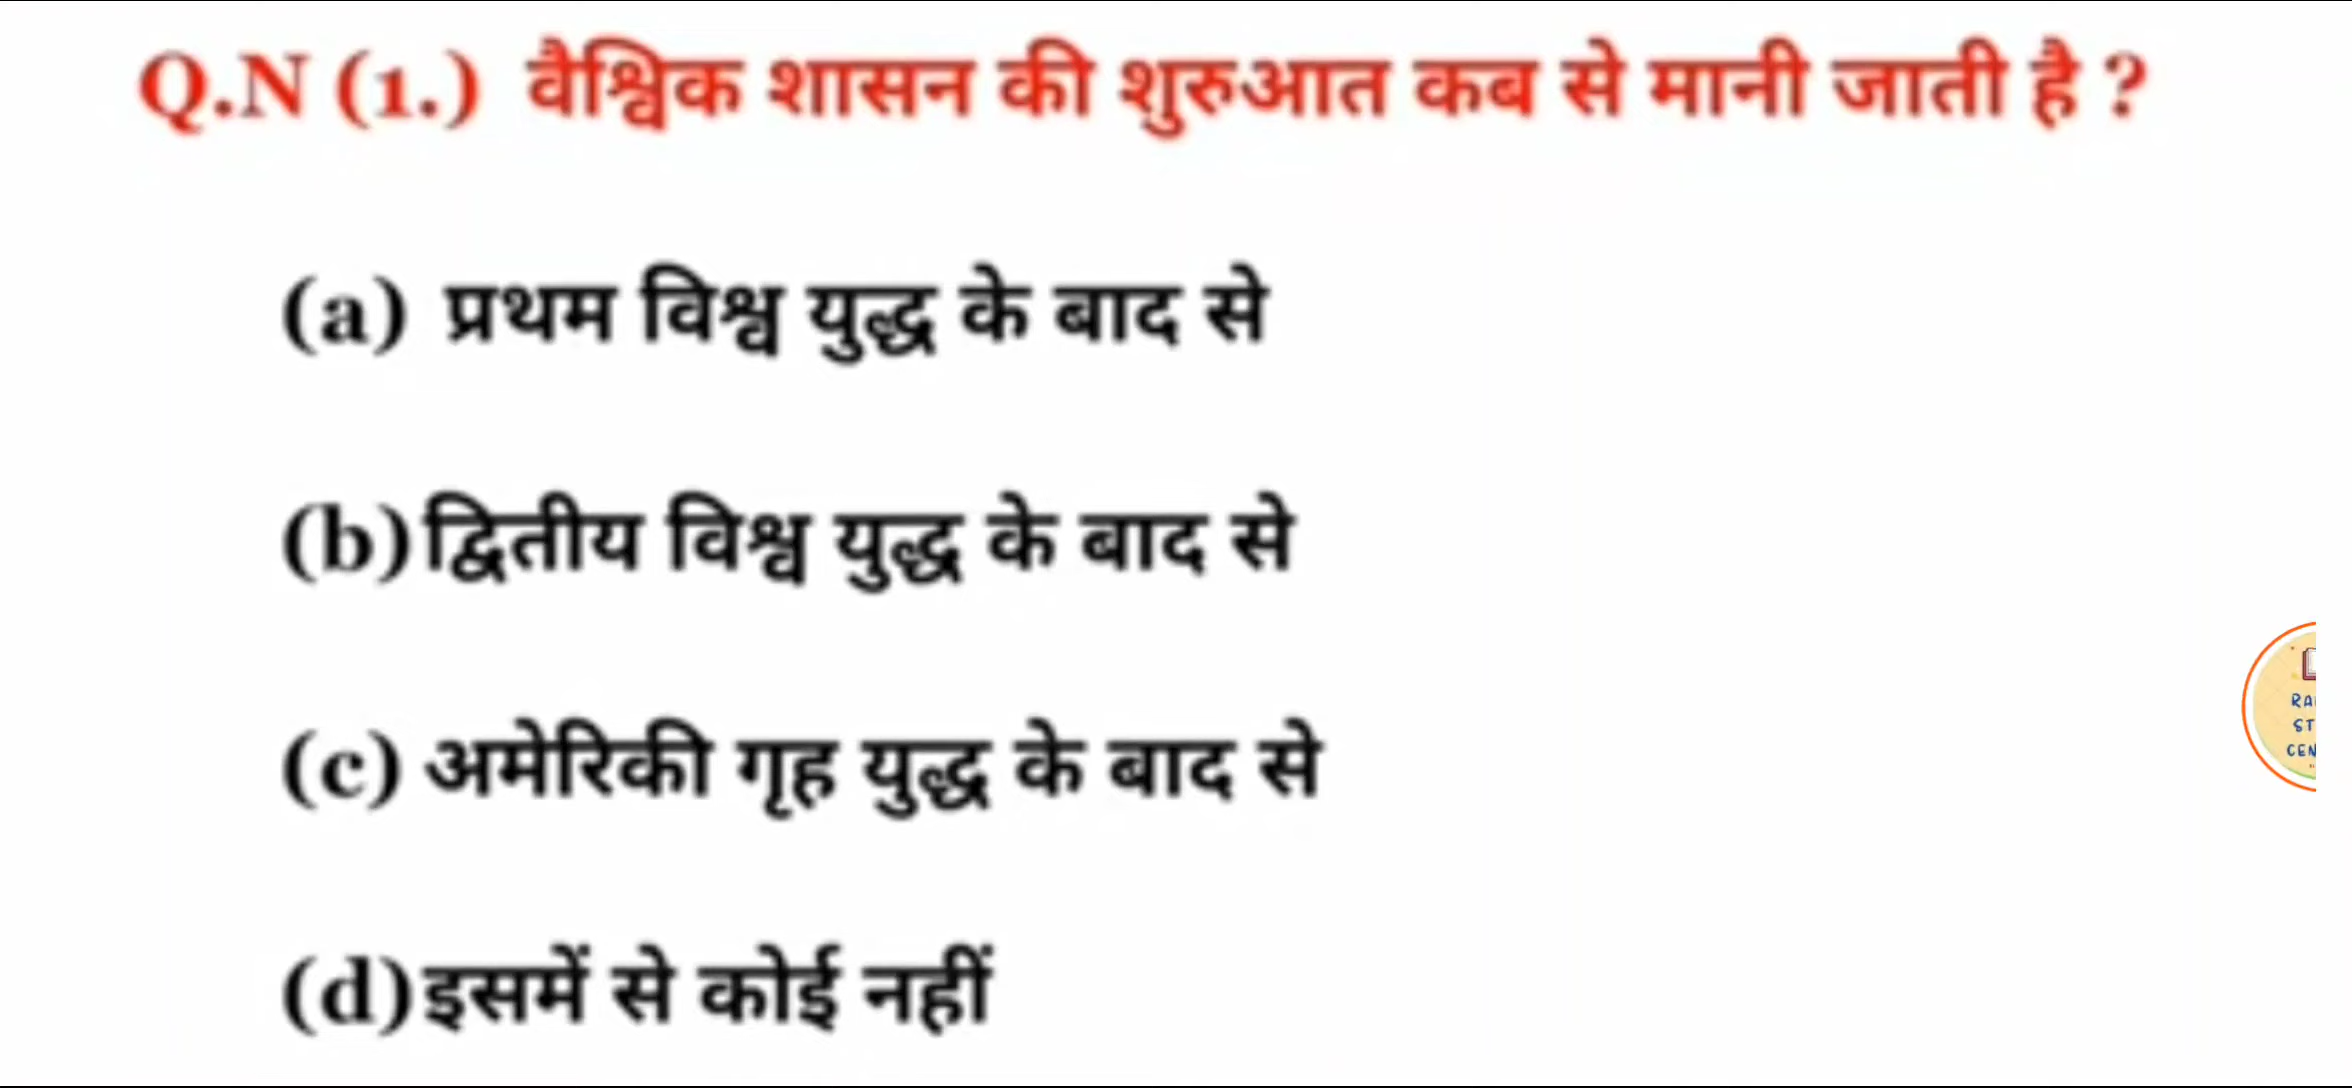 Q.N (1.) वैश्विक शासन की शुरुआत कब से मानी जाती है ?
(a) प्रथम विश्व युद्ध के बाद से
(b) द्वितीय विश्व युद्ध के बाद से
(c) अमेरिकी गृह युद्ध के बाद से
(d) इसमें से कोई नहीं